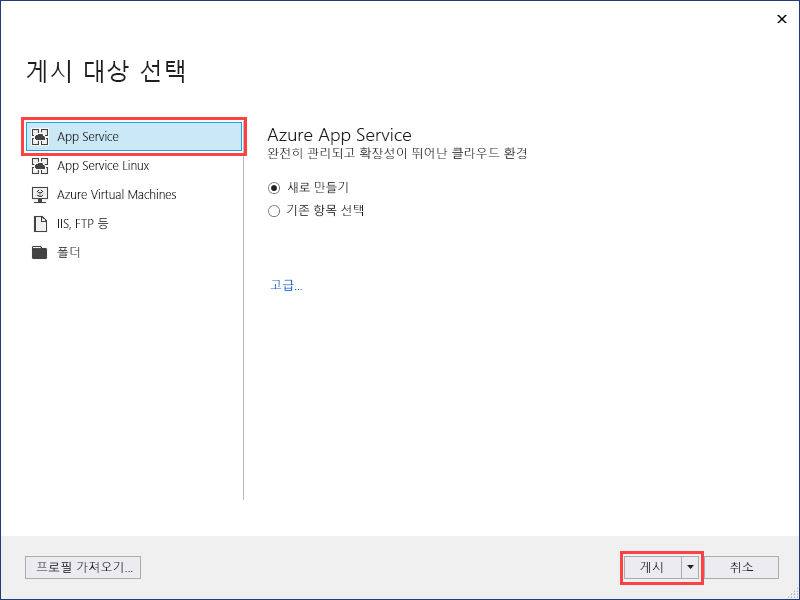 게시 대상 선택
App Service
App Service Linux
Azure Virtual Machines
IIS, FTP 등
폴더
Azure App Service
완전히 관리되고 확장성이 뛰어난 클라우드 환경
새로 만들기
기존 항목 선택
고급...
프로필 가져오기...
게시
취소